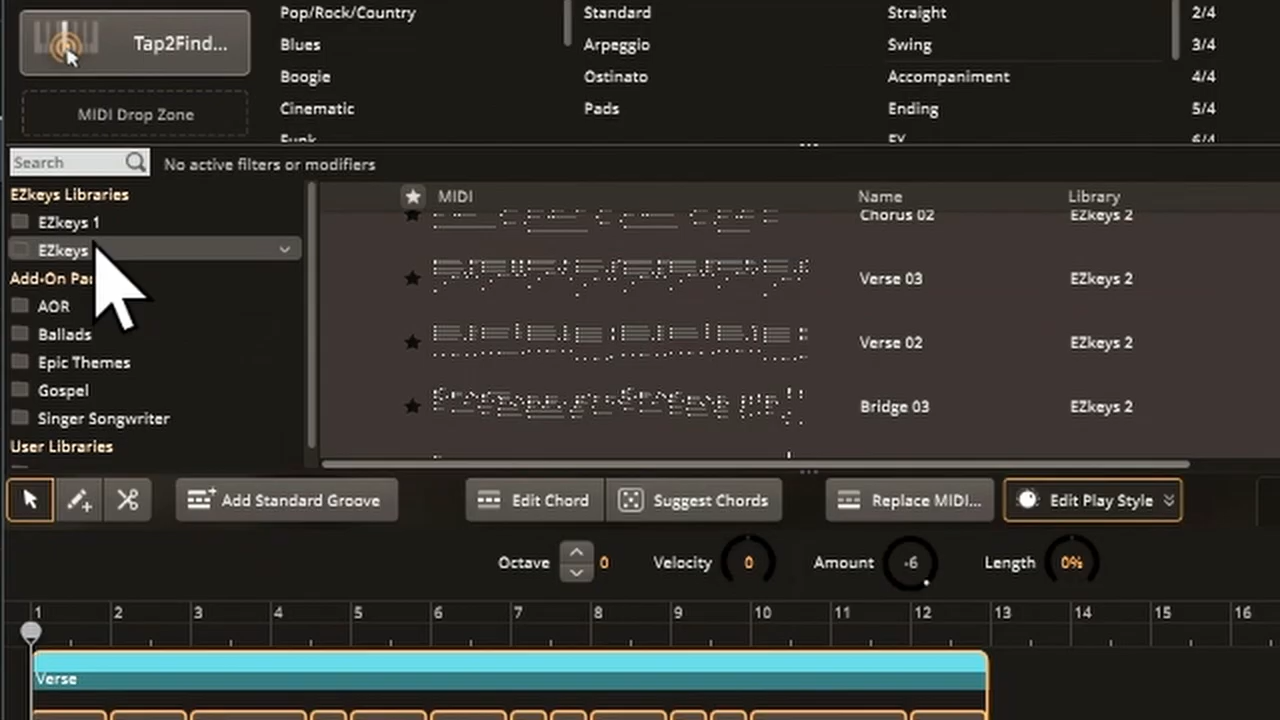 Pop/Rock/Country Standard Straight 2/4
Tap2Find...
Blues Arpeggio Swing 3/4
Boogie Ostinato Accompaniment 4/4
MIDI Drop Zone
Cinematic Pads Ending 5/4
Funk FX 6/4
Search No active filters or modifiers
EZkeys Libraries
MIDI Name Library
EZkeys 1
Chorus 02 EZkeys 2
EZkeys
Add-On
Verse 03 EZkeys 2
AOR
Ballads
Verse 02 EZkeys 2
Epic Themes
Gospel
Bridge 03 EZkeys 2
Singer Songwriter
User Libraries
Add Standard Groove Edit Chord Suggest Chords Replace MIDI... Edit Play Style
Octave 0 Velocity 0 Amount -6 Length 0%
1 2 3 4 5 6 7 8 9 10 11 12 13 14 15 16
Verse